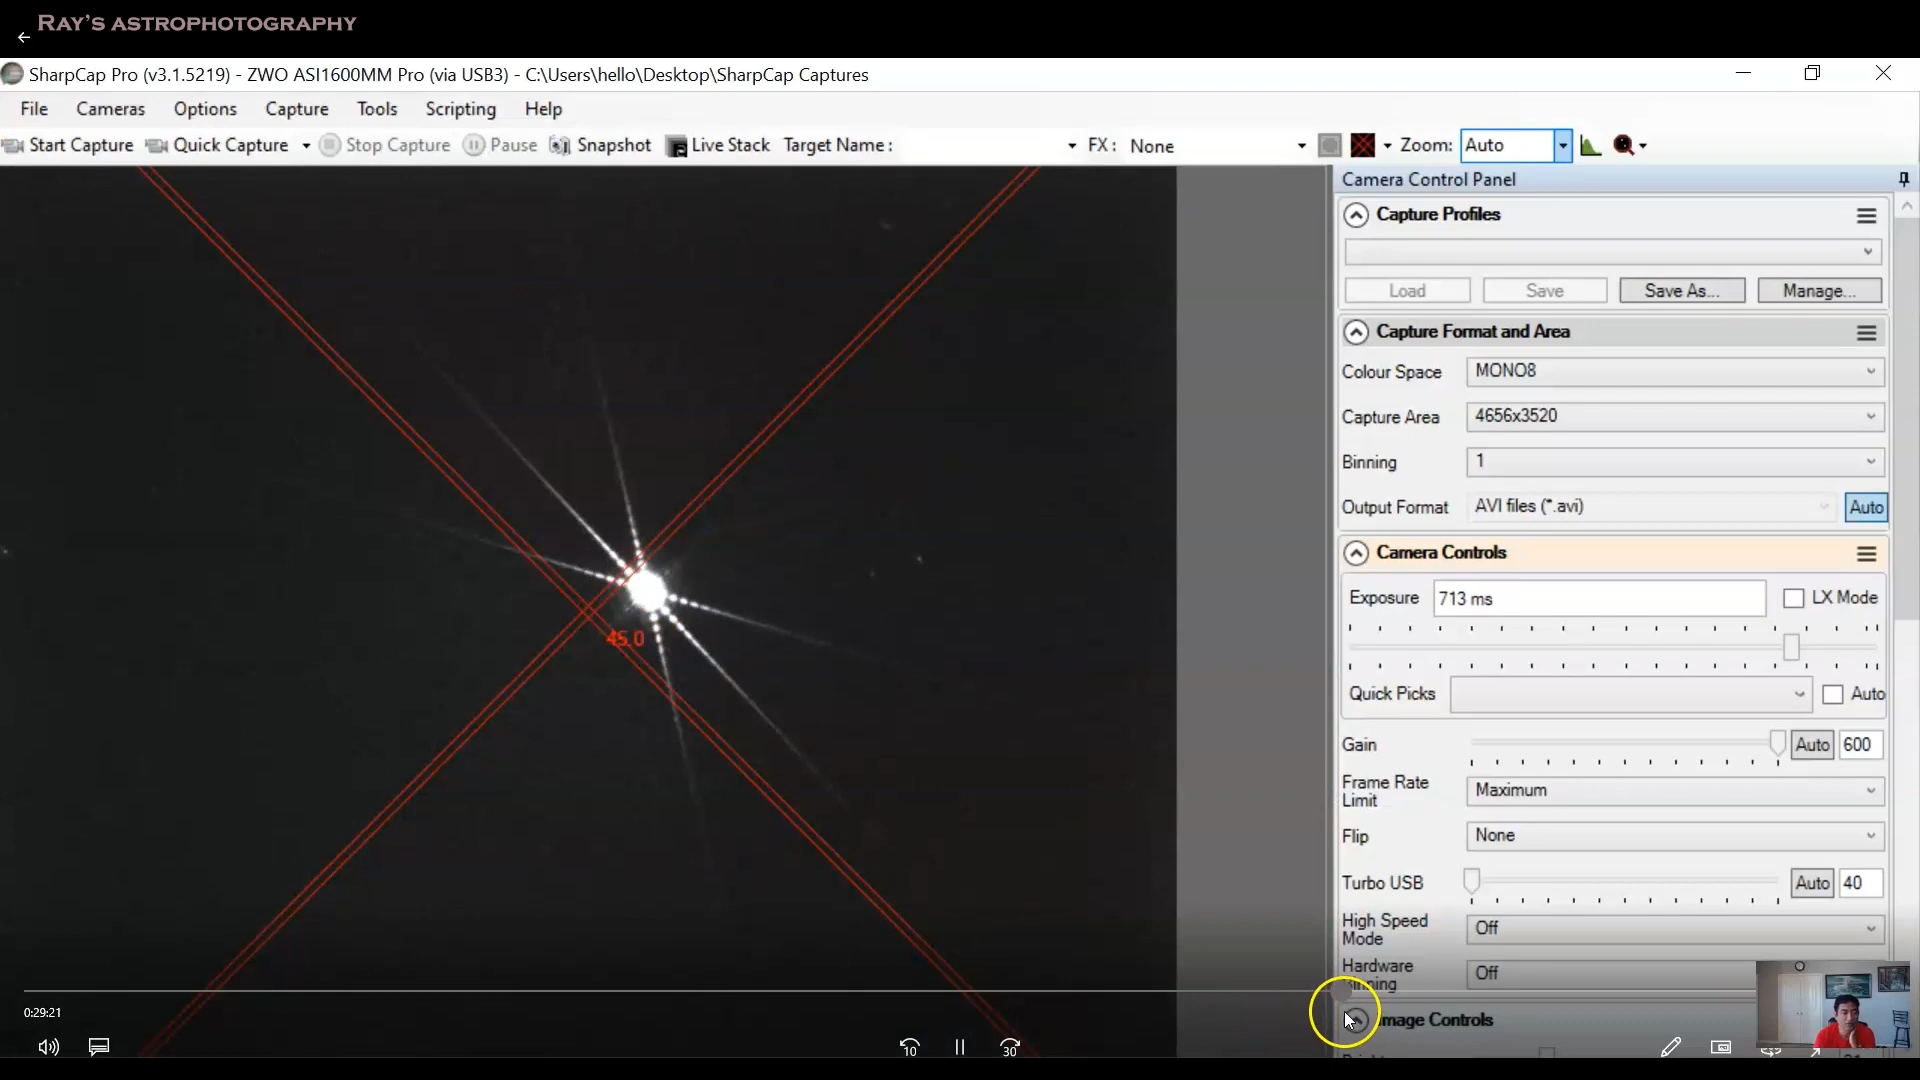 RAY'S ASTROPHOTOGRAPHY
SharpCap Pro (v3.1.5219) - ZWO ASI1600MM Pro (via USB3) - C:\Users\hello\Desktop\SharpCap Captures
File Cameras Options Capture Tools Scripting Help
Start Capture Quick Capture Stop Capture Pause Snapshot Live Stack Target Name : FX : None Zoom: Auto
Camera Control Panel
Capture Profiles
Load Save Save As... Manage...
Capture Format and Area
Colour Space MONO8
Capture Area 4656x3520
Binning 1
Output Format AVI files (*.avi) Auto
Camera Controls
Exposure 713 ms LX Mode
Quick Picks Auto
45.0
Gain Auto 600
Frame Rate Limit Maximum
Flip None
Turbo USB Auto 40
High Speed Mode Off
Hardware Binning Off
Image Controls
0:29:21
10 30